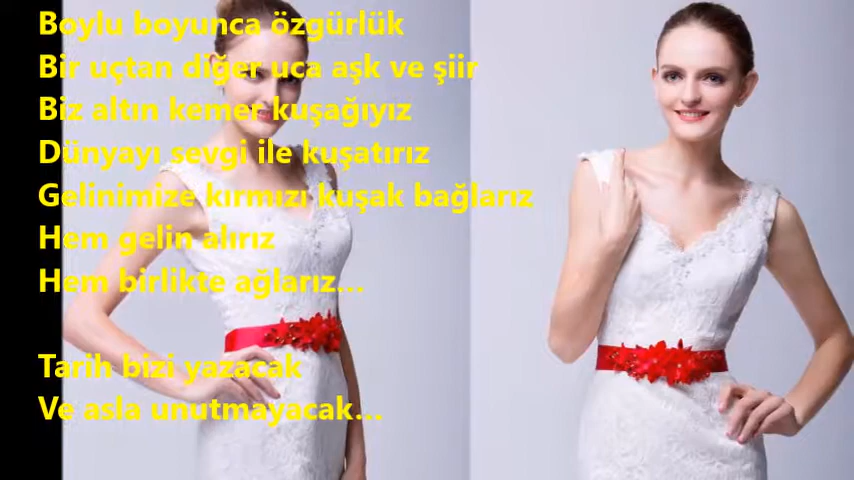 Boylu boyunca özgürlük
Bir uçtan diğer uca aşk ve şiir
Biz altın kemer kuşağıyız
Dünyayı sevgi ile kuşatırız
Gelinimize kırmızı kuşak bağlarız
Hem gelin alırız
Hem birlikte ağlarız...
Tarih bizi yazacak
Ve asla unutmayacak...